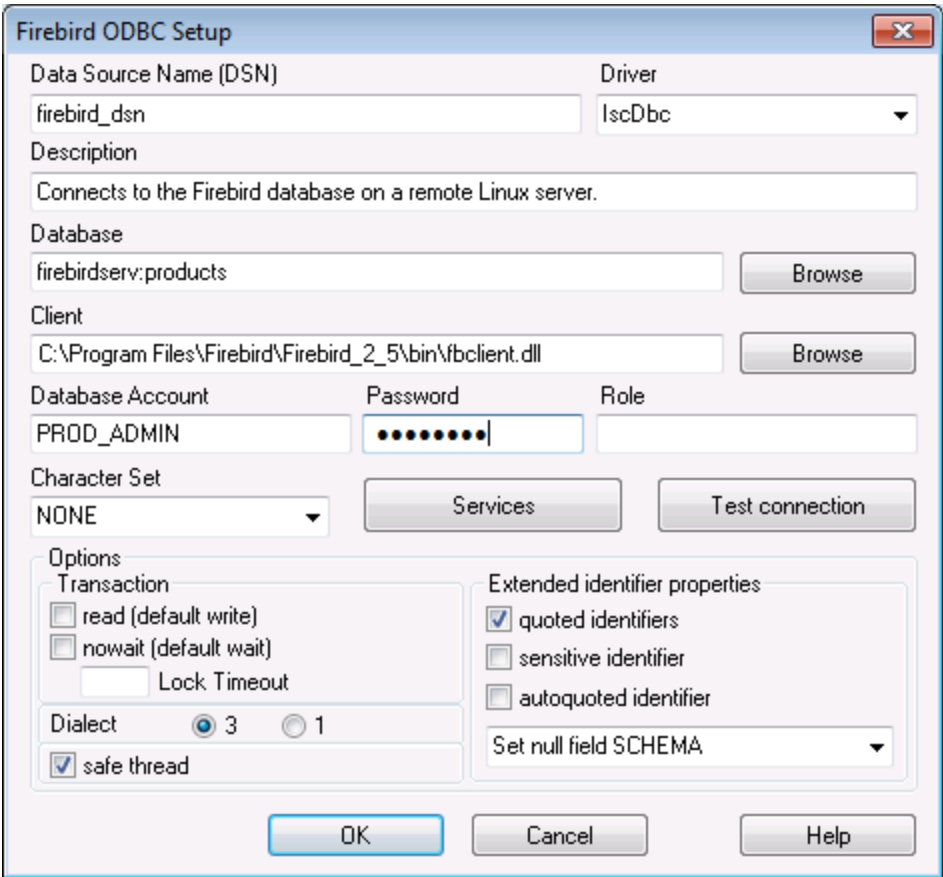 Firebird ODBC Setup
Data Source Name (DSN) Driver
firebird_dsn IscDbc
Description
Connects to the Firebird database on a remote Linux server.
Database
firebirdserv:products Browse
Client
C:\Program Files\Firebird\Firebird_2_5\bin\fbclient.dll Browse
Database Account Password Role
PROD_ADMIN ●●●●●●●●
Character Set
NONE Services Test connection
Options
Transaction Extended identifier properties
read (default write) quoted identifiers
nowait (default wait) sensitive identifier
Lock Timeout autoquoted identifier
Dialect 3 1
Set null field SCHEMA
safe thread
OK Cancel Help